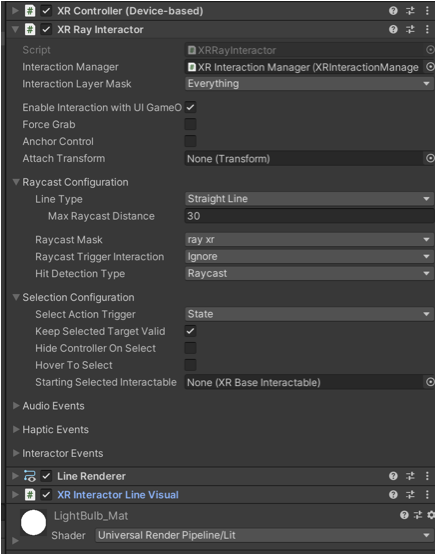 XR Controller (Device-based)
XR Ray Interactor
Script XRRayInteractor
Interaction Manager XR Interaction Manager (XRInteractionManage
Interaction Layer Mask Everything
Enable Interaction with UI GameO
Force Grab
Anchor Control
Attach Transform None (Transform)
Raycast Configuration
Line Type Straight Line
Max Raycast Distance 30
Raycast Mask ray xr
Raycast Trigger Interaction Ignore
Hit Detection Type Raycast
Selection Configuration
Select Action Trigger State
Keep Selected Target Valid
Hide Controller On Select
Hover To Select
Starting Selected Interactable None (XR Base Interactable)
Audio Events
Haptic Events
Interactor Events
Line Renderer
XR Interactor Line Visual
LightBulb_Mat
Shader Universal Render Pipeline/Lit